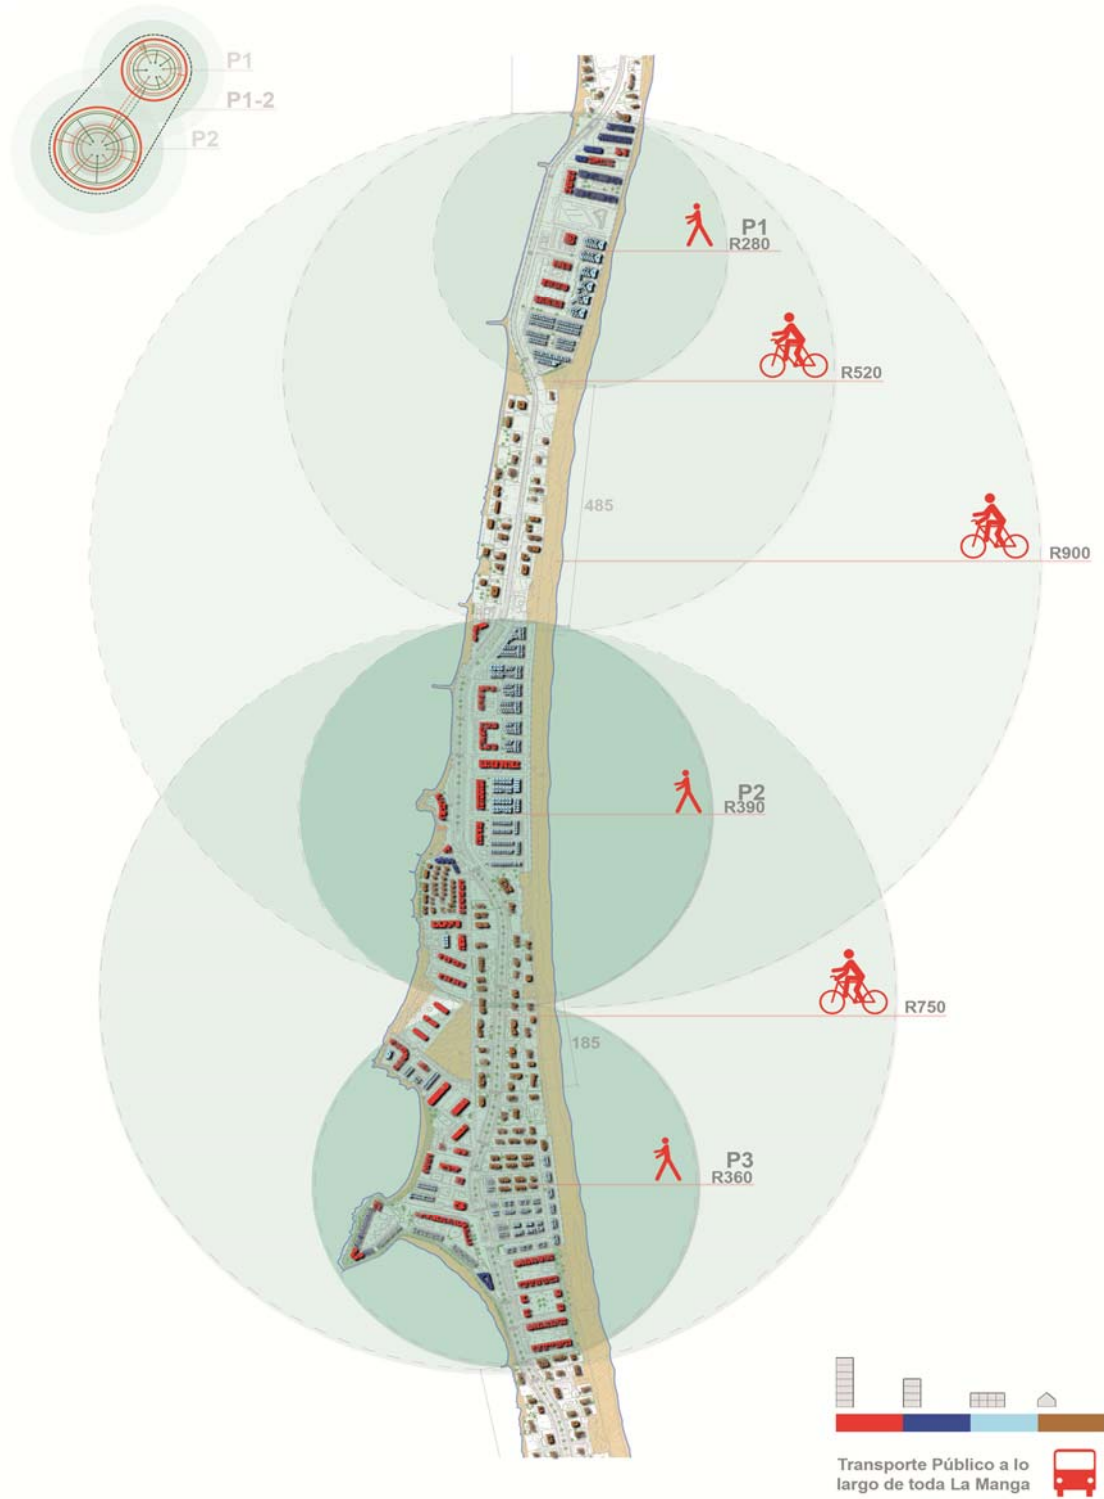 P1
P1-2
P2
P1
R280
R520
485
R900
P2
R390
R750
185
P3
R360
Transporte Público a lo
largo de toda La Manga